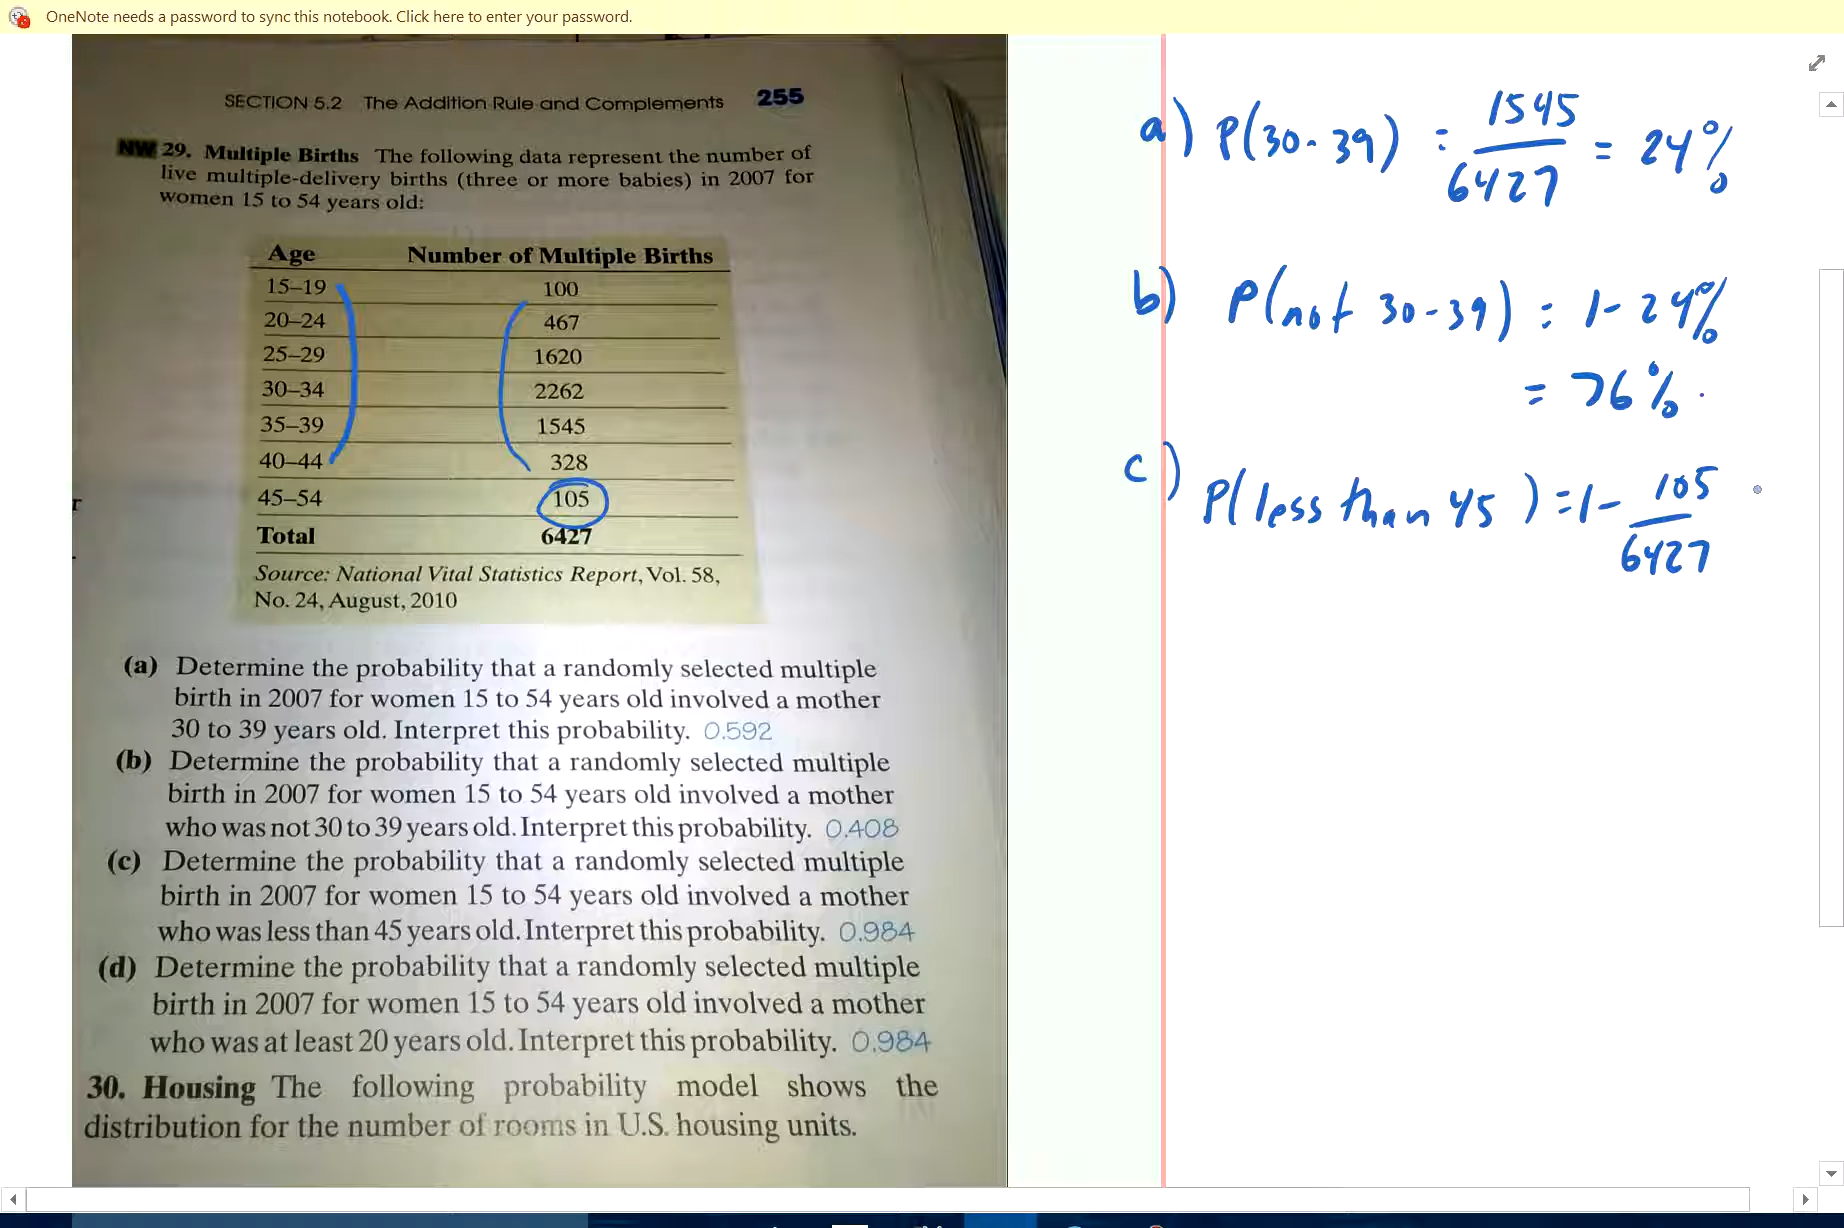 OneNote needs a password to sync this notebook. Click here to enter your password.
SECTION 5.2 The Addition Rule and Complements 255
NW 29. Multiple Births The following data represent the number of
live multiple-delivery births (three or more babies) in 2007 for
women 15 to 54 years old:
Age Number of Multiple Births
15–19 100
20–24 467
25–29 1620
30–34 2262
35–39 1545
40–44 328
45–54 105
Total 6427
Source: National Vital Statistics Report, Vol. 58,
No. 24, August, 2010
(a) Determine the probability that a randomly selected multiple
birth in 2007 for women 15 to 54 years old involved a mother
30 to 39 years old. Interpret this probability. 0.592
(b) Determine the probability that a randomly selected multiple
birth in 2007 for women 15 to 54 years old involved a mother
who was not 30 to 39 years old. Interpret this probability. 0.408
(c) Determine the probability that a randomly selected multiple
birth in 2007 for women 15 to 54 years old involved a mother
who was less than 45 years old. Interpret this probability. 0.984
(d) Determine the probability that a randomly selected multiple
birth in 2007 for women 15 to 54 years old involved a mother
who was at least 20 years old. Interpret this probability. 0.984
30. Housing The following probability model shows the
distribution for the number of rooms in U.S. housing units.
r
a) P(30-39) = 1545/6427 = 24%
b) P(not 30-39) = 1-24%
= 76%.
c) P(less than 45) = 1- 105/6427